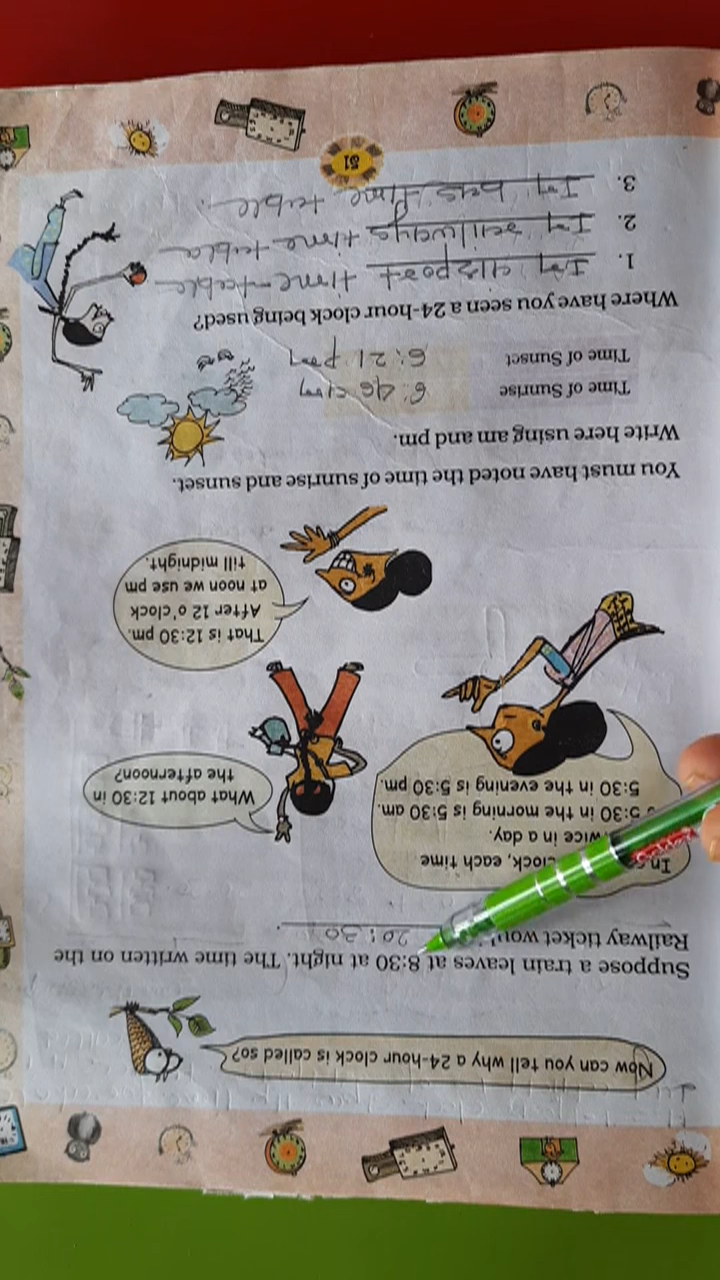 Now can you tell why a 24-hour clock is called so?
Suppose a train leaves at 8:30 at night. The time written on the
Railway ticket 20:30
clock, each time
twice in a day.
5:30 in the morning is 5:30 am.
5:30 in the evening is 5:30 pm.
What about 12:30 in
the afternoon?
That is 12:30 pm.
After 12 o'clock
at noon we use pm
till midnight.
You must have noted the time of sunrise and sunset.
Write here using am and pm.
Time of Sunrise 6:46 am
Time of Sunset 6:21 pm
Where have you seen a 24-hour clock being used?
1. In airport time-table
2. In railways time table
3. In bus time table.
51